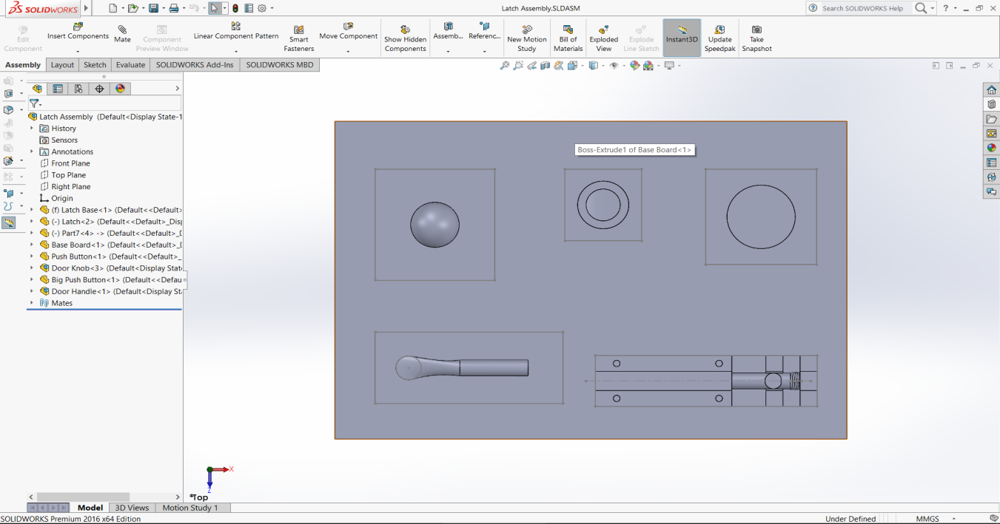 SOLIDWORKS
Latch Assembly.SLDASM
Search SOLIDWORKS Help
Edit Component
Insert Components
Mate
Component Preview Window
Linear Component Pattern
Smart Fasteners
Move Component
Show Hidden Components
Assemb...
Referenc...
New Motion Study
Bill of Materials
Exploded View
Explode Line Sketch
Instant3D
Update Speedpak
Take Snapshot
Assembly Layout Sketch Evaluate SOLIDWORKS Add-Ins SOLIDWORKS MBD
Latch Assembly (Default<Display State-1
History
Sensors
Annotations
Front Plane
Top Plane
Right Plane
Origin
(f) Latch Base<1> (Default<<Default>
(-) Latch<2> (Default<<Default>_Disp
(-) Part7<4> -> (Default<<Default>_D
Base Board<1> (Default<<Default>_D
Push Button<1> (Default<<Default>_
Door Knob<3> (Default<Display State
Big Push Button<1> (Default<<Defau
Door Handle<1> (Default<Display Sta
Mates
Boss-Extrude1 of Base Board<1>
X
Z
*Top
Model 3D Views Motion Study 1
SOLIDWORKS Premium 2016 x64 Edition
Under Defined
MMGS